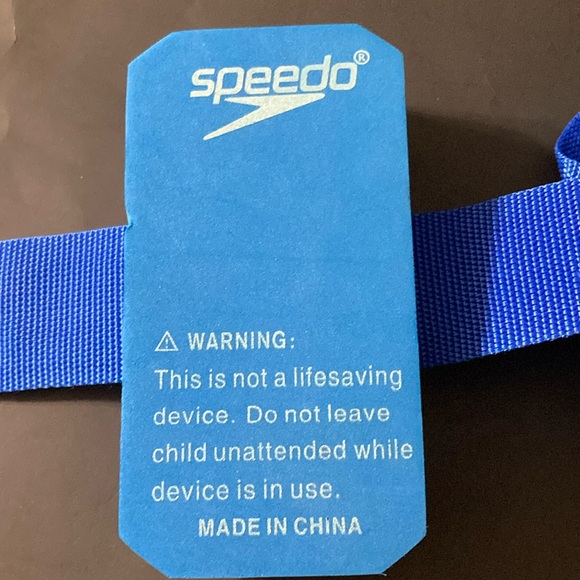 speedo®
⚠ WARNING:
This is not a lifesaving
device. Do not leave
child unattended while
device is in use.
MADE IN CHINA